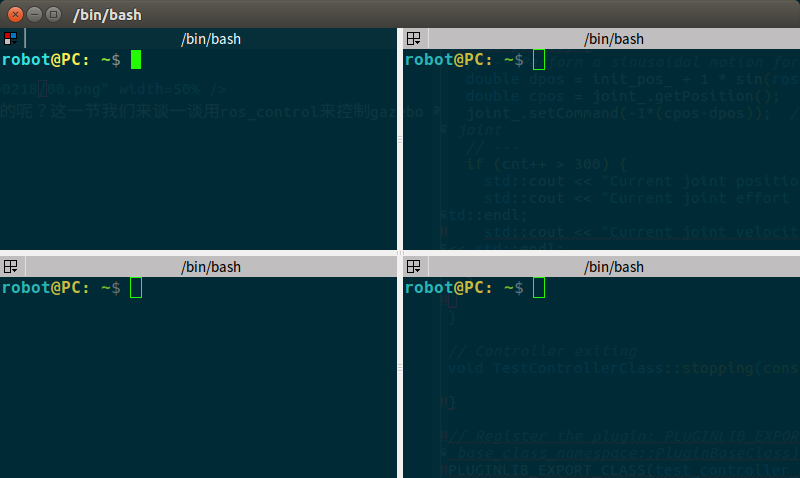 /bin/bash
/bin/bash
robot@PC: ~$
00218/00.png" width=50% />
的呢？这一节我们来谈一谈用ros_control来控制gazebo
/bin/bash
robot@PC: ~$
form a sinusoidal motion for
double dpos = init_pos_ + 1 * sin(ros
double cpos = joint_.getPosition();
joint_.setCommand(-1*(cpos-dpos)); /
joint
// ---
if (cnt++ > 300) {
std::cout << "Current joint positio
std::cout << "Current joint effort
td::endl;
std::cout << "Current joint velocit
<< std::endl;
/bin/bash
robot@PC: ~$
/bin/bash
robot@PC: ~$
}
// Controller exiting
void TestControllerClass::stopping(cons
}
// Register the plugin: PLUGINLIB_EXPOR
base_class_namespace::PluginBaseClass)
PLUGINLIB_EXPORT_CLASS(test_controller_